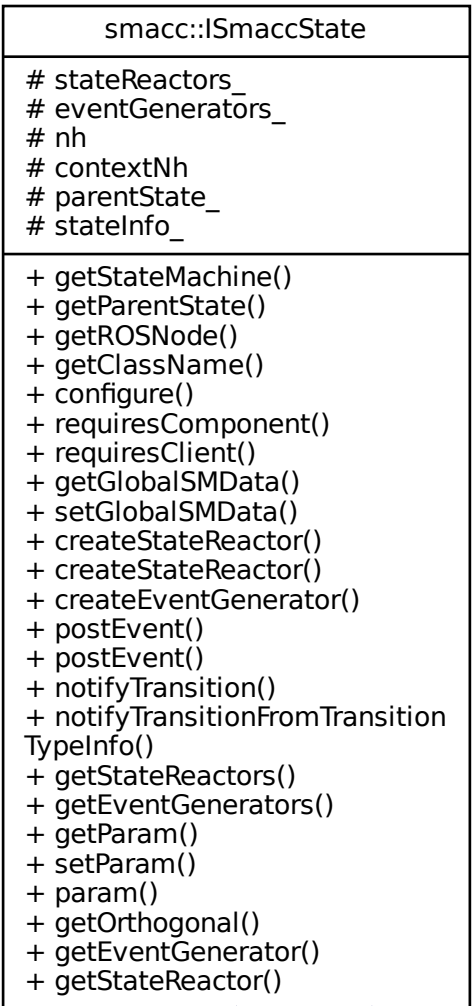 smacc::ISmaccState
# stateReactors_
# eventGenerators_
# nh
# contextNh
# parentState_
# stateInfo_
+ getStateMachine()
+ getParentState()
+ getROSNode()
+ getClassName()
+ configure()
+ requiresComponent()
+ requiresClient()
+ getGlobalSMData()
+ setGlobalSMData()
+ createStateReactor()
+ createStateReactor()
+ createEventGenerator()
+ postEvent()
+ postEvent()
+ notifyTransition()
+ notifyTransitionFromTransition
TypeInfo()
+ getStateReactors()
+ getEventGenerators()
+ getParam()
+ setParam()
+ param()
+ getOrthogonal()
+ getEventGenerator()
+ getStateReactor()